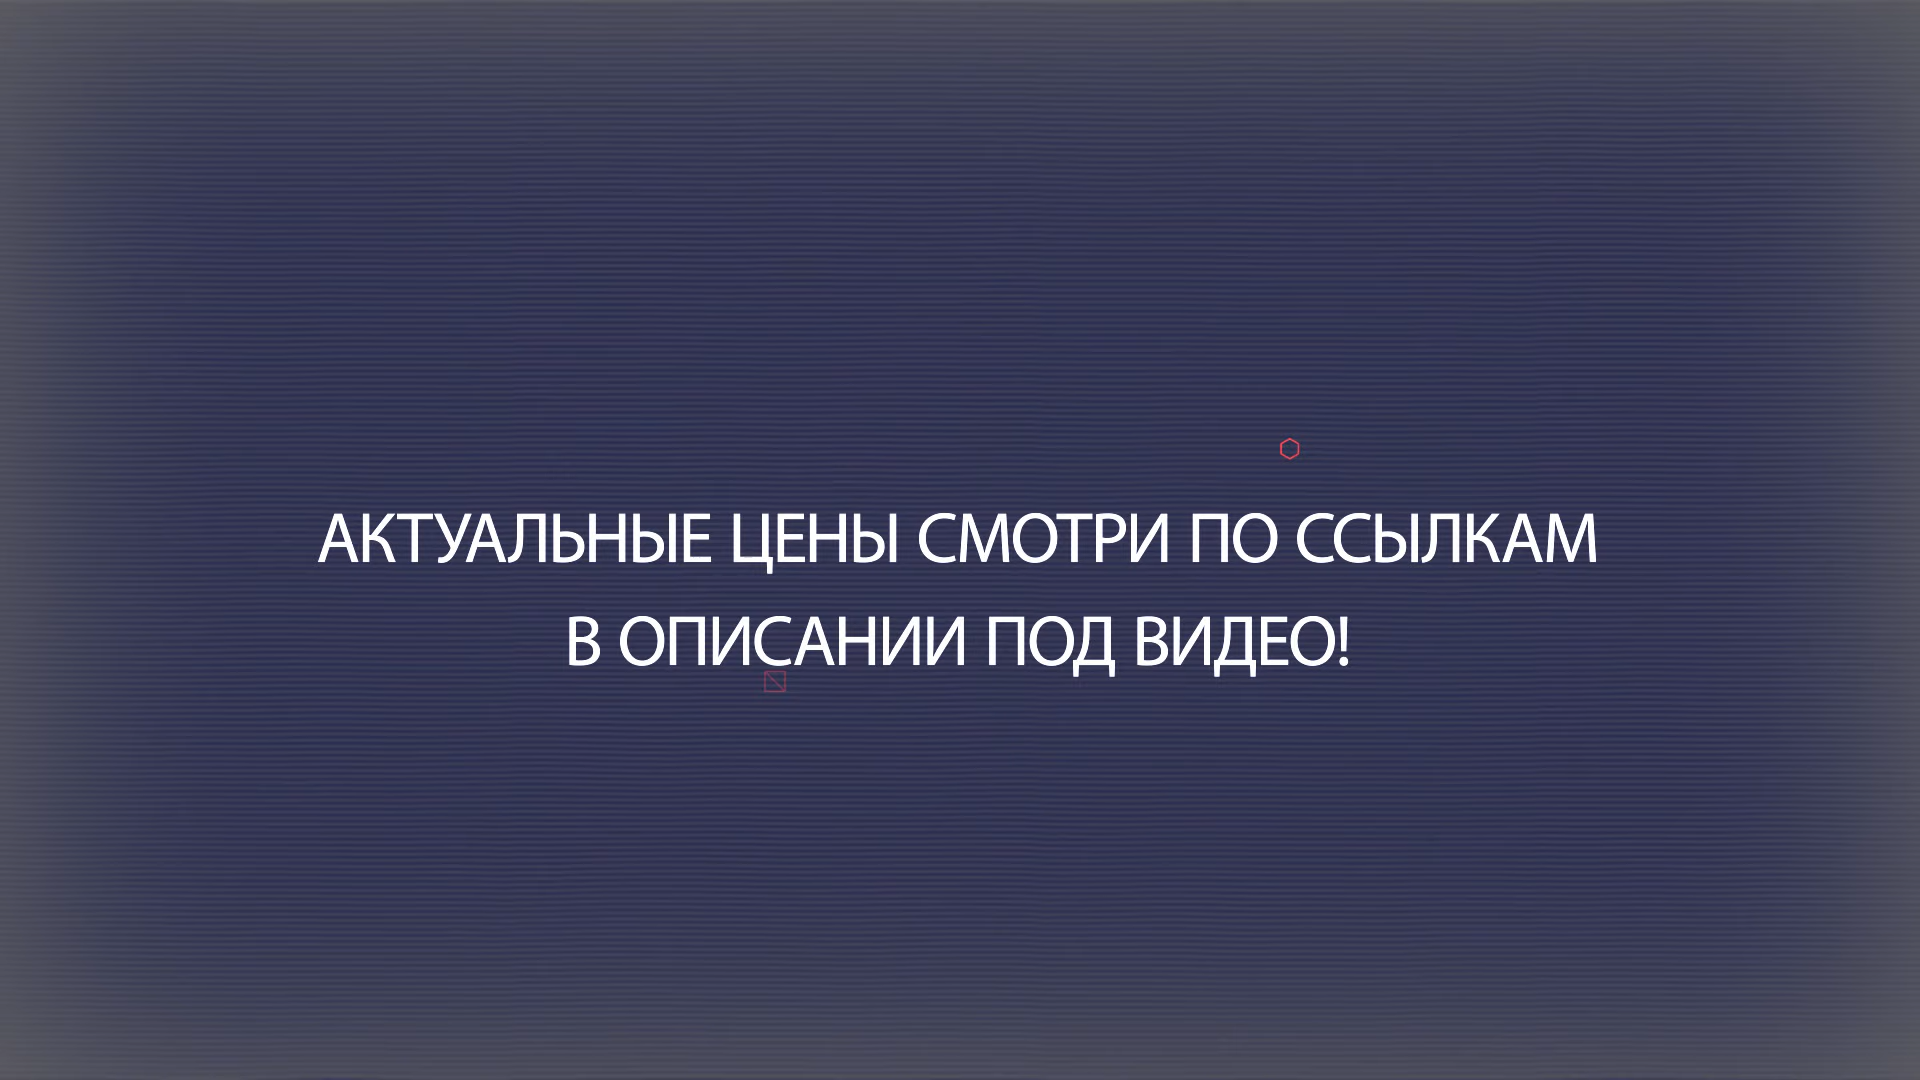 АКТУАЛЬНЫЕ ЦЕНЫ СМОТРИ ПО ССЫЛКАМ
В ОПИСАНИИ ПОД ВИДЕО!